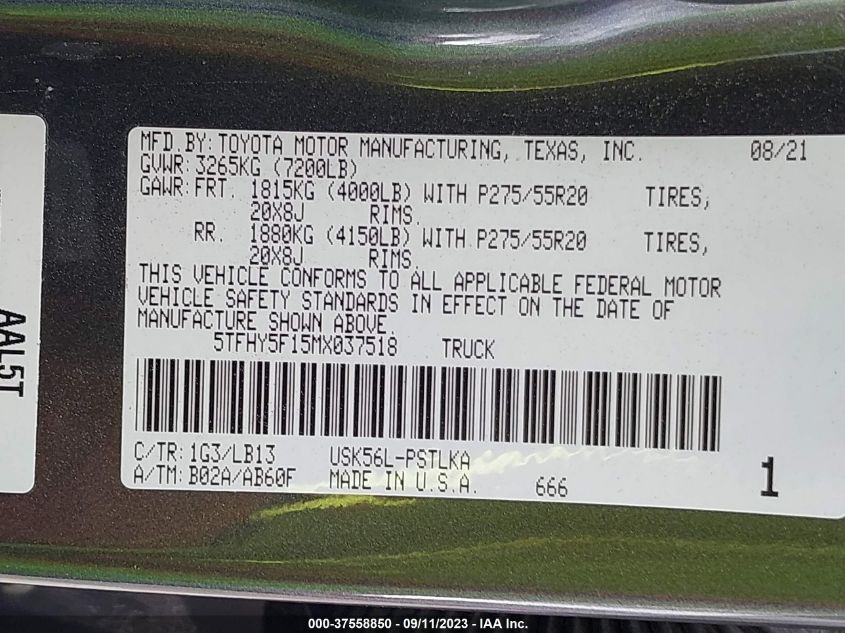 MFD.BY: TOYOTA MOTOR MANUFACTURING, TEXAS, INC. 08/21
GVWR: 3265KG (7200LB)
GAWR: FRT. 1815KG (4000LB) WITH P275/55R20 TIRES,
20X8J RIMS.
RR. 1880KG (4150LB) WITH P275/55R20 TIRES,
20X8J RIMS.
THIS VEHICLE CONFORMS TO ALL APPLICABLE FEDERAL MOTOR
VEHICLE SAFETY STANDARDS IN EFFECT ON THE DATE OF
MANUFACTURE SHOWN ABOVE.
5TFHY5F15MX037518 TRUCK
C/TR: 1G3/LB13 USK56L-PSTLKA
A/TM: B02A/AB60F MADE IN U.S.A. 666 1
AAL5T
000-37558850 - 09/11/2023 - IAA Inc.